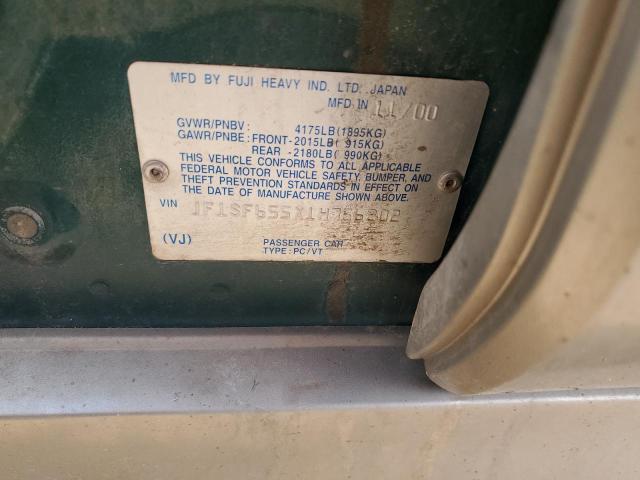 MFD BY FUJI HEAVY IND. LTD. JAPAN
MFD IN 11/00
GVWR/PNBV: 4175LB(1895KG)
GAWR/PNBE: FRONT-2015LB( 915KG)
REAR -2180LB( 990KG)
THIS VEHICLE CONFORMS TO ALL APPLICABLE
FEDERAL MOTOR VEHICLE SAFETY, BUMPER, AND
THEFT PREVENTION STANDARDS IN EFFECT ON
THE DATE OF MANUFACTURE SHOWN ABOVE.
VIN
(VJ) PASSENGER CAR
TYPE: PC/VT